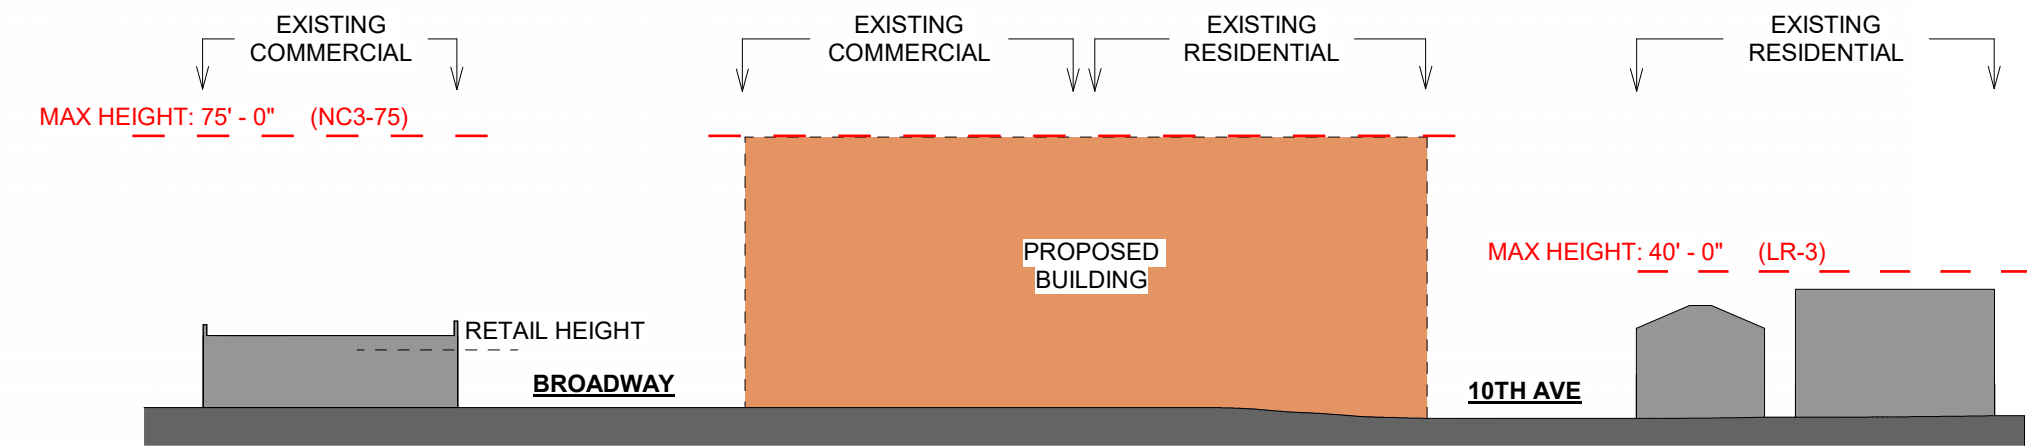 EXISTING
COMMERCIAL
EXISTING
COMMERCIAL
EXISTING
RESIDENTIAL
EXISTING
RESIDENTIAL
MAX HEIGHT: 75' - 0" (NC3-75)
PROPOSED
BUILDING
MAX HEIGHT: 40' - 0" (LR-3)
RETAIL HEIGHT
BROADWAY
10TH AVE